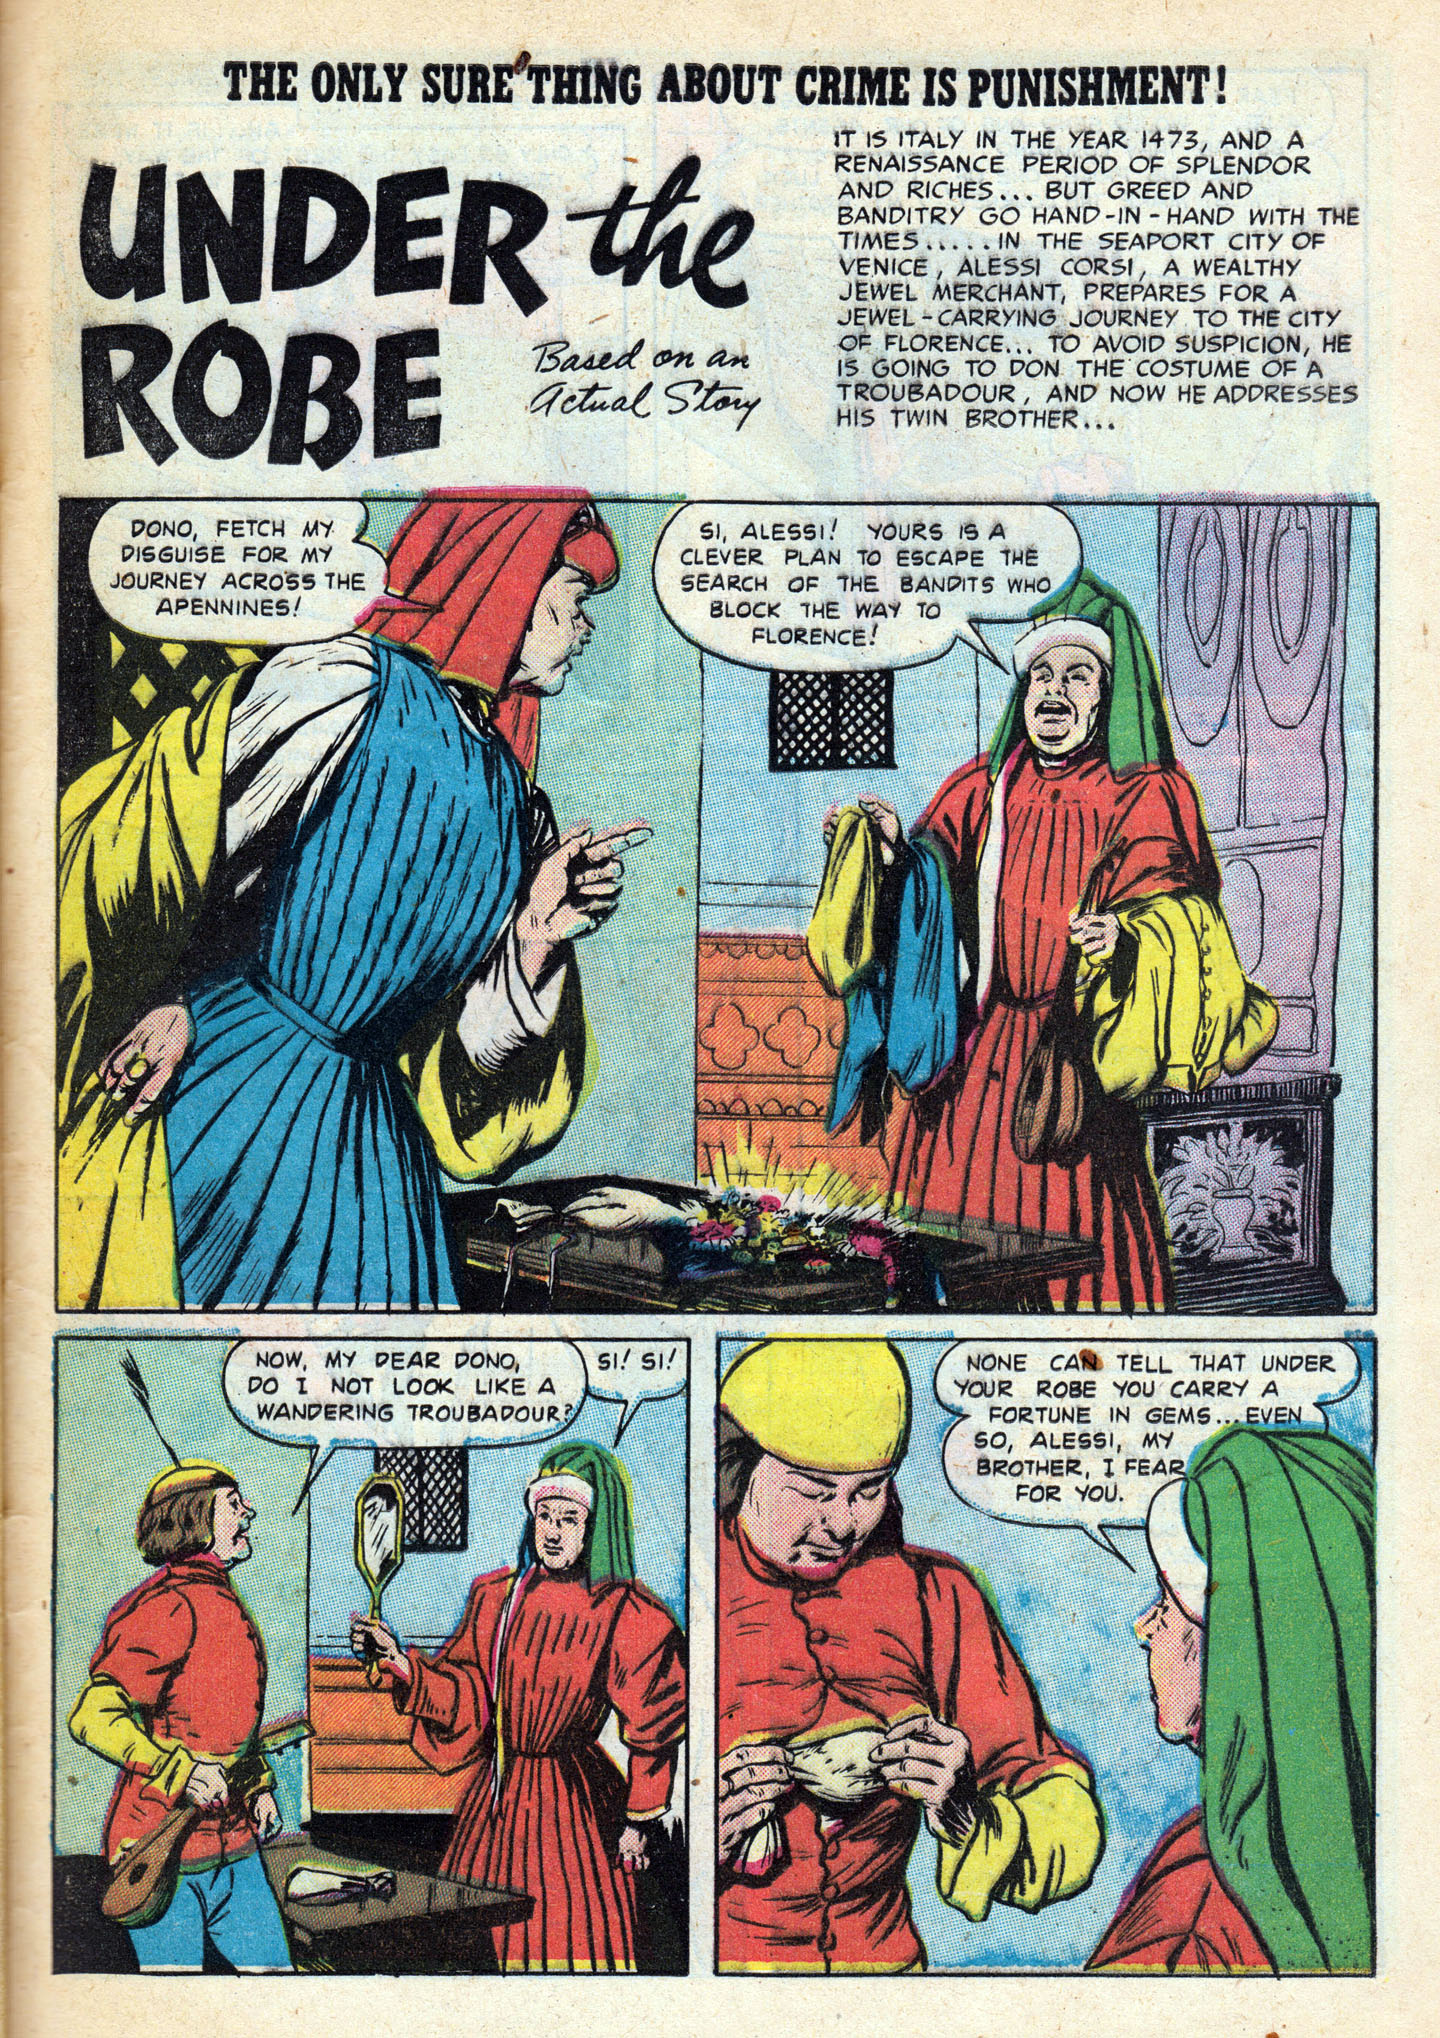 THE ONLY SURE THING ABOUT CRIME IS PUNISHMENT!
UNDER the
ROBE
Based on an
Actual Story
IT IS ITALY IN THE YEAR 1473, AND A
RENAISSANCE PERIOD OF SPLENDOR
AND RICHES... BUT GREED AND
BANDITRY GO HAND-IN-HAND WITH THE
TIMES.....IN THE SEAPORT CITY OF
VENICE, ALESSI CORSI, A WEALTHY
JEWEL MERCHANT, PREPARES FOR A
JEWEL-CARRYING JOURNEY TO THE CITY
OF FLORENCE... TO AVOID SUSPICION, HE
IS GOING TO DON THE COSTUME OF A
TROUBADOUR, AND NOW HE ADDRESSES
HIS TWIN BROTHER...
DONO, FETCH MY
DISGUISE FOR MY
JOURNEY ACROSS THE
APENNINES!
SI, ALESSI! YOURS IS A
CLEVER PLAN TO ESCAPE THE
SEARCH OF THE BANDITS WHO
BLOCK THE WAY TO
FLORENCE!
NOW, MY DEAR DONO,
DO I NOT LOOK LIKE A
WANDERING TROUBADOUR?
SI! SI!
NONE CAN TELL THAT UNDER
YOUR ROBE YOU CARRY A
FORTUNE IN GEMS...EVEN
SO, ALESSI, MY
BROTHER, I FEAR
FOR YOU.